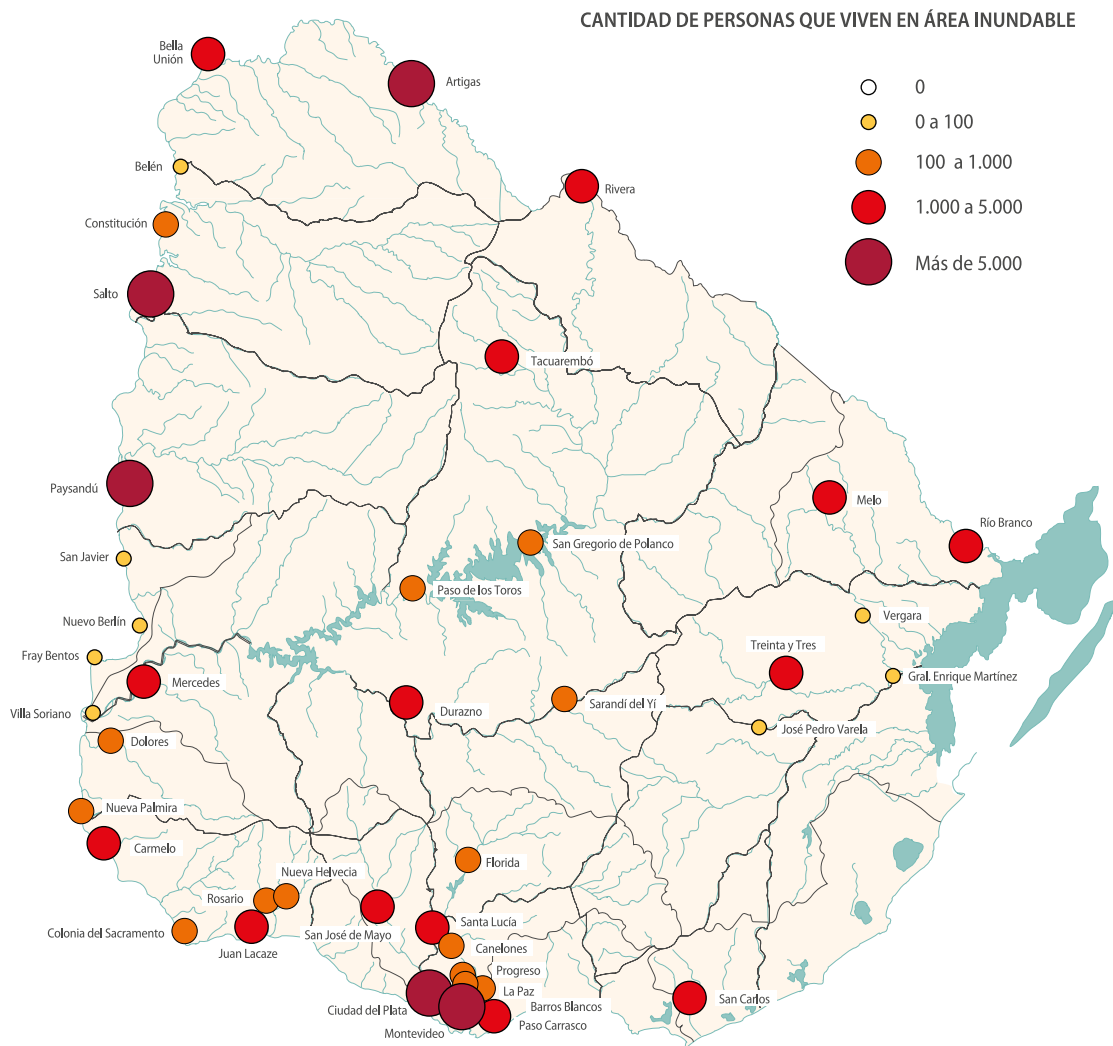 CANTIDAD DE PERSONAS QUE VIVEN EN ÁREA INUNDABLE
0
0 a 100
100 a 1.000
1.000 a 5.000
Más de 5.000
Bella
Unión
Artigas
Belén
Rivera
Constitución
Salto
Tacuarembó
Paysandú
Melo
Río Branco
San Javier
San Gregorio de Polanco
Paso de los Toros
Nuevo Berlín
Vergara
Fray Bentos
Treinta y Tres
Mercedes
Gral. Enrique Martínez
Villa Soriano
Durazno
Sarandí del Yí
José Pedro Varela
Dolores
Nueva Palmira
Carmelo
Florida
Nueva Helvecia
Rosario
Colonia del Sacramento
Juan Lacaze
San José de Mayo
Santa Lucía
Canelones
Progreso
La Paz
Barros Blancos
Ciudad del Plata
Paso Carrasco
Montevideo
San Carlos